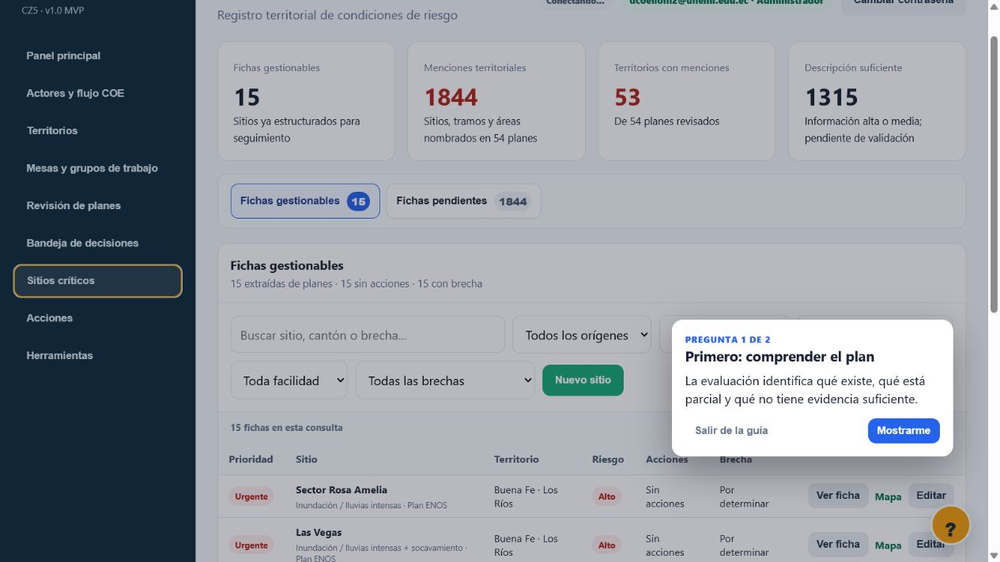 CZ5 · v1.0 MVP
Panel principal
Actores y flujo COE
Territorios
Mesas y grupos de trabajo
Revisión de planes
Bandeja de decisiones
Sitios críticos
Acciones
Herramientas
Registro territorial de condiciones de riesgo
Conectando...
dcoellom2@unemi.edu.ec · Administrador
Cambiar contraseña
Fichas gestionables
15
Sitios ya estructurados para
seguimiento
Menciones territoriales
1844
Sitios, tramos y áreas
nombrados en 54 planes
Territorios con menciones
53
De 54 planes revisados
Descripción suficiente
1315
Información alta o media;
pendiente de validación
Fichas gestionables 15
Fichas pendientes 1844
Fichas gestionables
15 extraídas de planes · 15 sin acciones · 15 con brecha
Buscar sitio, cantón o brecha...
Todos los orígenes
Toda facilidad
Todas las brechas
Nuevo sitio
PREGUNTA 1 DE 2
Primero: comprender el plan
La evaluación identifica qué existe, qué está
parcial y qué no tiene evidencia suficiente.
Salir de la guía
Mostrarme
15 fichas en esta consulta
Prioridad Sitio Territorio Riesgo Acciones Brecha
Urgente
Sector Rosa Amelia
Inundación / lluvias intensas · Plan ENOS
Buena Fe · Los
Ríos
Alto
Sin
acciones
Por
determinar
Ver ficha Mapa Editar
Urgente
Las Vegas
Inundación / lluvias intensas + socavamiento ·
Plan ENOS
Buena Fe · Los
Ríos
Alto
Sin
acciones
Por
determinar
Ver ficha Mapa Editar
?